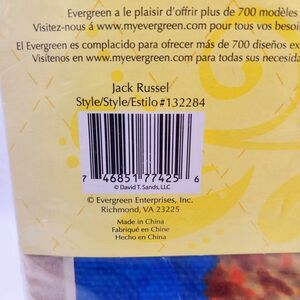 Evergreen a le plaisir d'offrir plus de 700 modèles
Visitez-nous á www.myevergreen.com pour tous vos besoi
El Evergreen es complacido para ofrecer más de 700 diseños ex
Visítenos en www.myevergreen.com para todas sus necesida
Jack Russel
Style/Style/Estilo #132284
7 46851 77425 6
© David T. Sands, LLC
© Evergreen Enterprises, Inc.
Richmond, VA 23225
Made in China
Fabriqué en Chine
Hecho en China